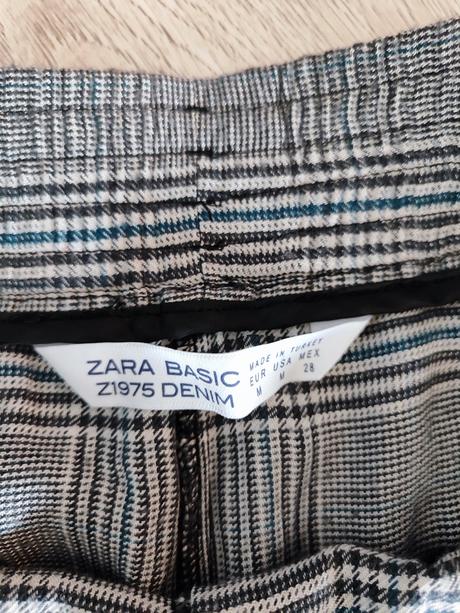 ZARA BASIC
Z1975 DENIM
MADE IN TURKEY
EUR USA MEX
M M 28